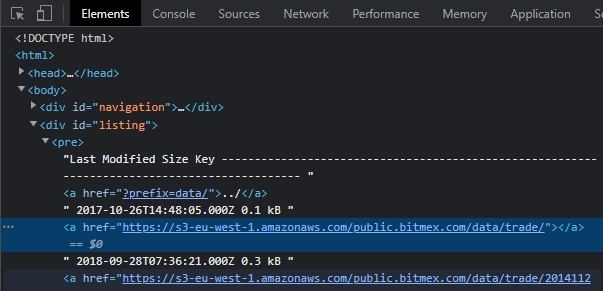 Elements Console Sources Network Performance Memory Application
<!DOCTYPE html>
<html>
<head>…</head>
<body>
<div id="navigation">…</div>
<div id="listing">
<pre>
"Last Modified Size Key ---------------------------------------------------------
------------------------------------ "
<a href="?prefix=data/">../</a>
" 2017-10-26T14:48:05.000Z 0.1 kB "
<a href="https://s3-eu-west-1.amazonaws.com/public.bitmex.com/data/trade/"></a>
== $0
" 2018-09-28T07:36:21.000Z 0.3 kB "
<a href="https://s3-eu-west-1.amazonaws.com/public.bitmex.com/data/trade/2014112